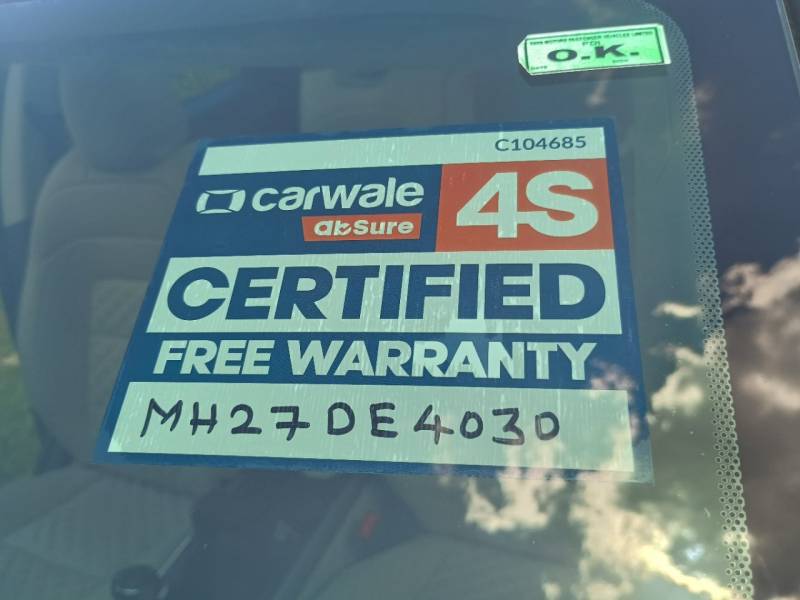 O.K.
C104685
carwale
abSure
4S
CERTIFIED
FREE WARRANTY
MH27DE4030